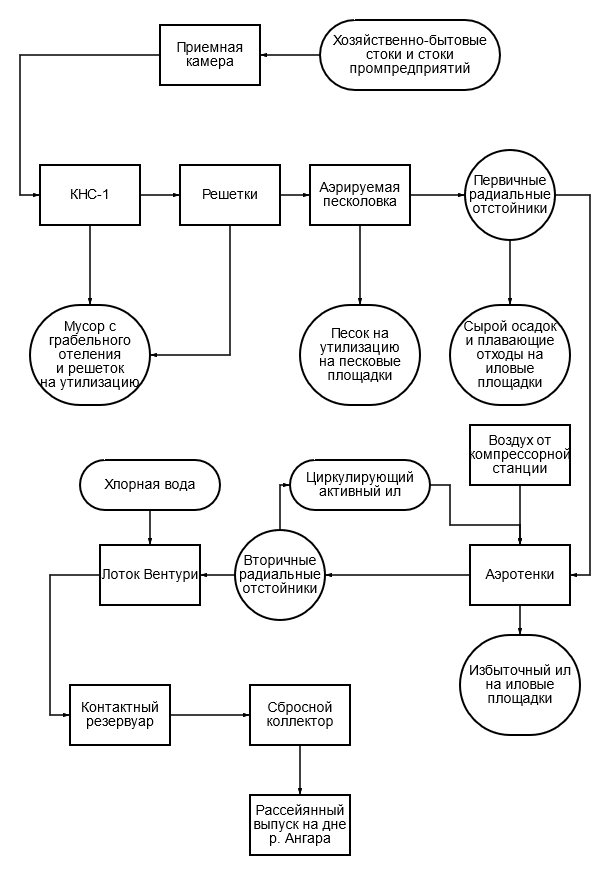 Приемная
камера
Хозяйственно-бытовые
стоки и стоки
промпредприятий
КНС-1
Решетки
Аэрируемая
песколовка
Первичные
радиальные
отстойники
Мусор с
грабельного
отеления
и решеток
на утилизацию
Песок на
утилизацию
на песковые
площадки
Сырой осадок
и плавающие
отходы на
иловые
площадки
Воздух от
компрессорной
станции
Хлорная вода
Циркулирующий
активный ил
Лоток Вентури
Вторичные
радиальные
отстойники
Аэротенки
Избыточный ил
на иловые
площадки
Контактный
резервуар
Сбросной
коллектор
Рассейянный
выпуск на дне
р. Ангара